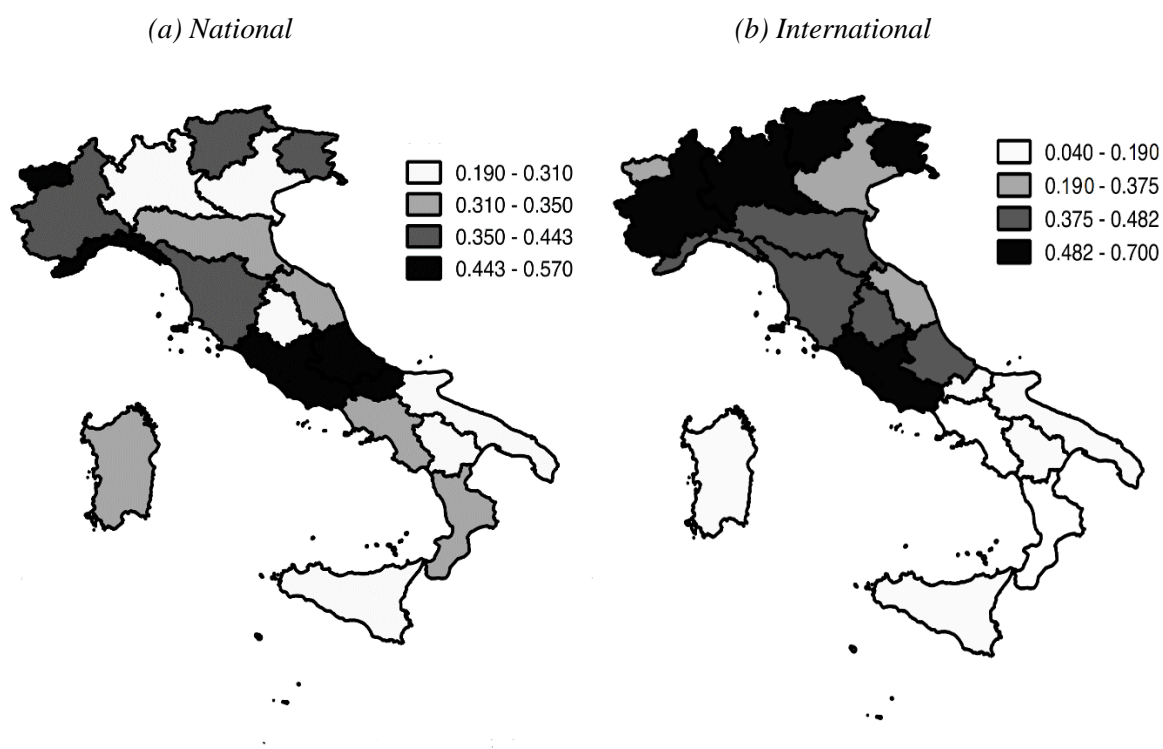 (a) National
(b) International
0.190 - 0.310
0.310 - 0.350
0.350 - 0.443
0.443 - 0.570
0.040 - 0.190
0.190 - 0.375
0.375 - 0.482
0.482 - 0.700